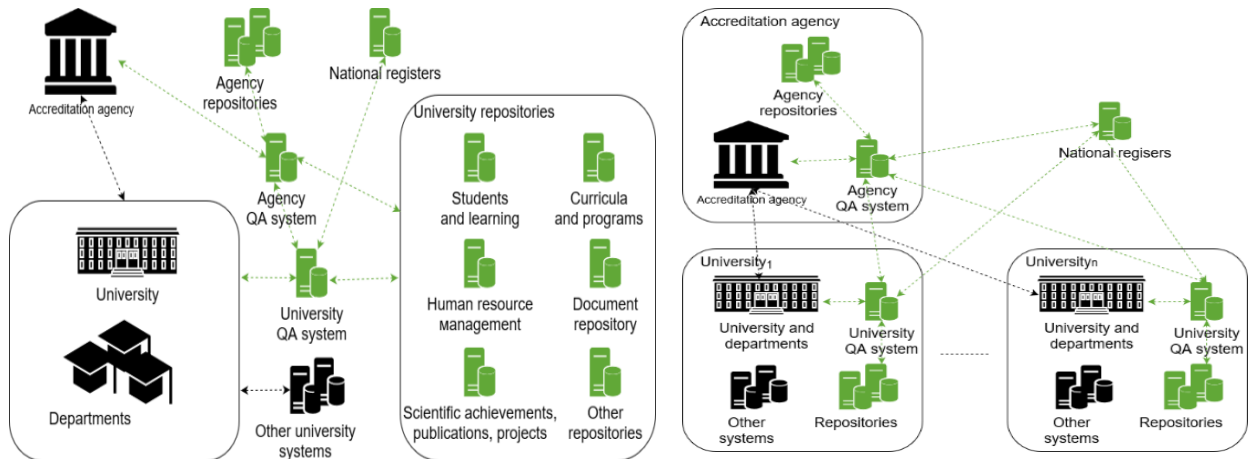 Accreditation agency
Agency
repositories
National registers
Agency
QA system
University
Departments
University
QA system
Other university
systems
University repositories
Students
and learning
Curricula
and programs
Human resource
мanagement
Document
repository
Scientific achievements,
publications, projects
Other
repositories
Accreditation agency
Agency
repositories
Accreditation agency
Agency
QA system
National regisers
University1
University and
departments
University
QA system
Other
systems
Repositories
Universityn
University and
departments
University
QA system
Other
systems
Repositories